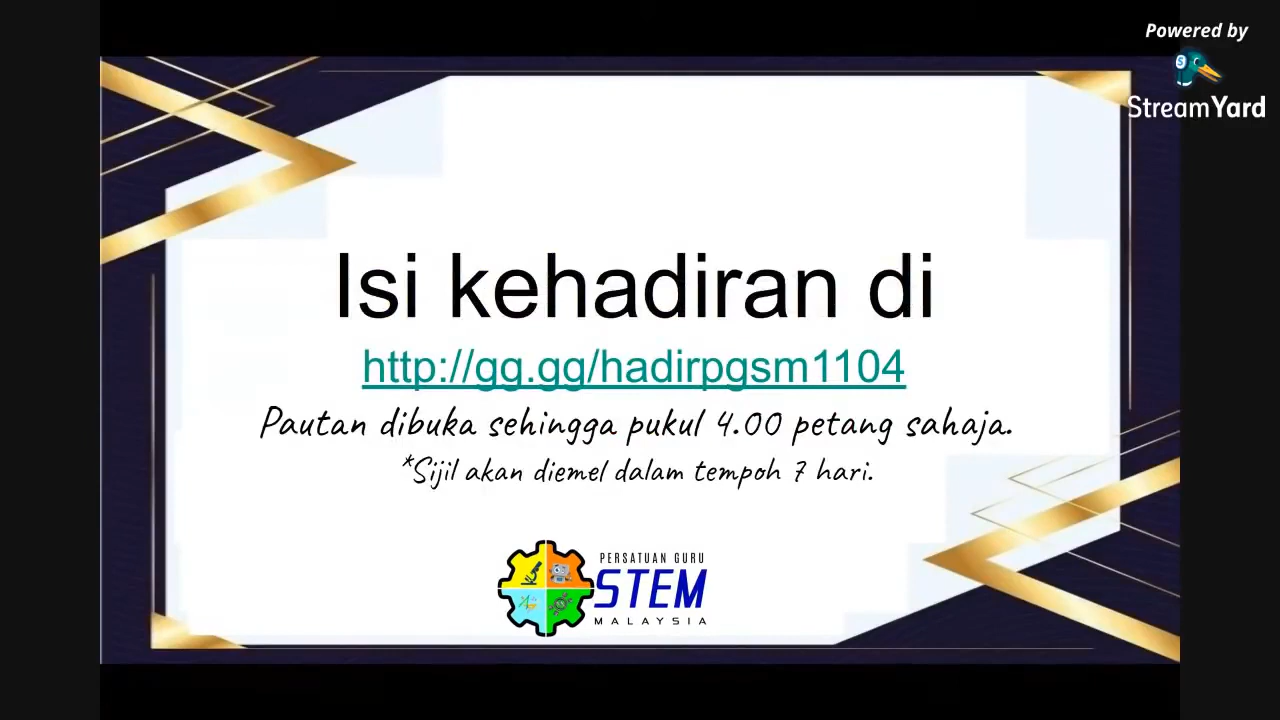 Powered by
StreamYard
Isi kehadiran di
http://gg.gg/hadirpgsm1104
Pautan dibuka sehingga pukul 4.00 petang sahaja.
*Sijil akan diemel dalam tempoh 7 hari.
PERSATUAN GURU
STEM
MALAYSIA